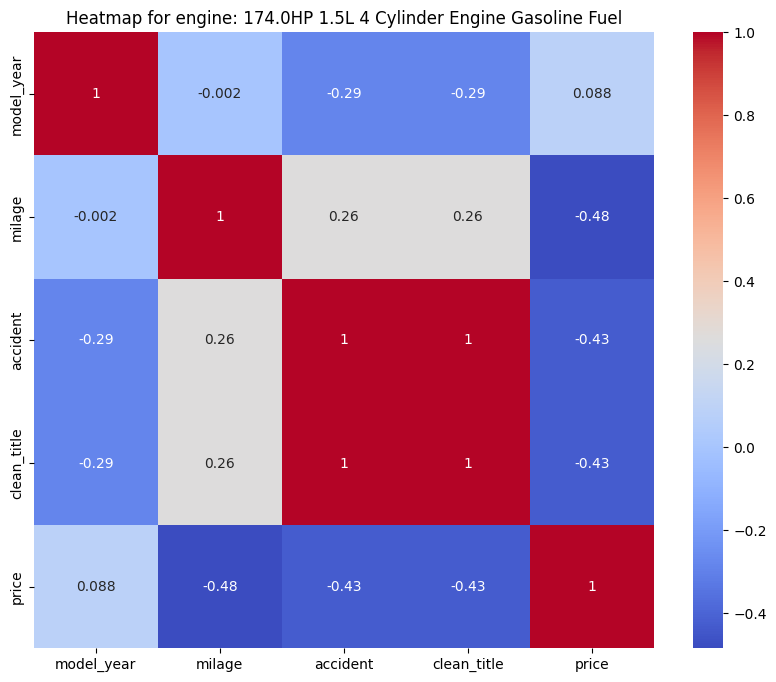 Heatmap for engine: 174.0HP 1.5L 4 Cylinder Engine Gasoline Fuel
model_year 1 -0.002 -0.29 -0.29 0.088
milage -0.002 1 0.26 0.26 -0.48
accident -0.29 0.26 1 1 -0.43
clean_title -0.29 0.26 1 1 -0.43
price 0.088 -0.48 -0.43 -0.43 1
model_year milage accident clean_title price
1.0
0.8
0.6
0.4
0.2
0.0
−0.2
−0.4